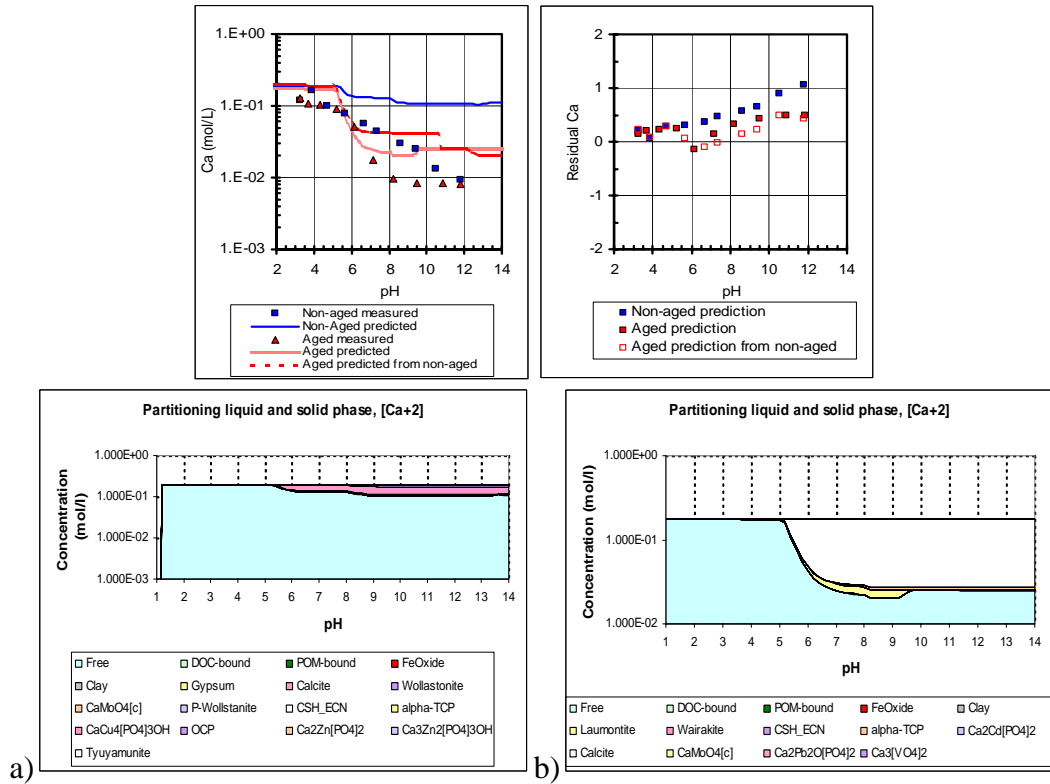 1.E+00
1.E-01
1.E-02
1.E-03
Ca (mol/L)
2 4 6 8 10 12 14
pH
Non-aged measured
Non-Aged predicted
Aged measured
Aged predicted
Aged predicted from non-aged
2
1
0
-1
-2
Residual Ca
2 4 6 8 10 12 14
pH
Non-aged prediction
Aged prediction
Aged prediction from non-aged
Partitioning liquid and solid phase, [Ca+2]
1.000E+00
1.000E-01
1.000E-02
1.000E-03
Concentration
(mol/l)
1 2 3 4 5 6 7 8 9 10 11 12 13 14
pH
Free DOC-bound POM-bound FeOxide
Clay Gypsum Calcite Wollastonite
CaMoO4[c] P-Wollstanite CSH_ECN alpha-TCP
CaCu4[PO4]3OH OCP Ca2Zn[PO4]2 Ca3Zn2[PO4]3OH
Tyuyamunite
a)
Partitioning liquid and solid phase, [Ca+2]
1.000E+00
1.000E-01
1.000E-02
Concentration (mol/l)
1 2 3 4 5 6 7 8 9 10 11 12 13 14
pH
Free DOC-bound POM-bound FeOxide Clay
Laumontite Wairakite CSH_ECN alpha-TCP Ca2Cd[PO4]2
Calcite CaMoO4[c] Ca2Pb2O[PO4]2 Ca3[VO4]2
b)